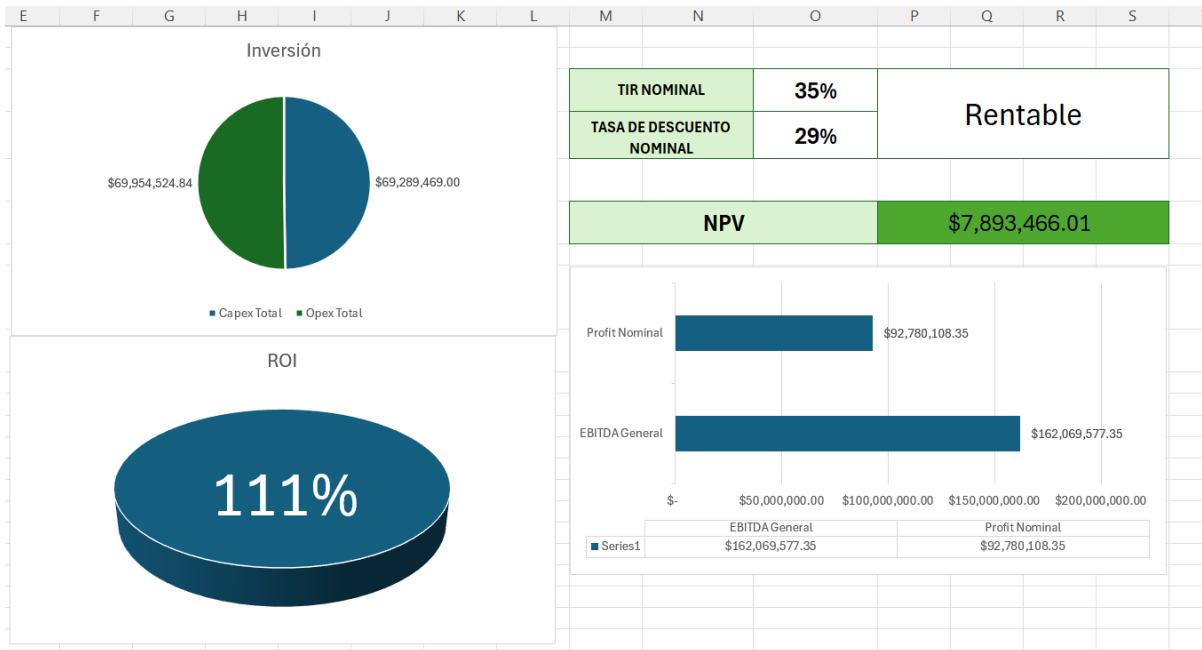 E F G H I J K L M N O P Q R S
Inversión
$69,954,524.84
$69,289,469.00
Capex Total Opex Total
ROI
111%
TIR NOMINAL 35%
Rentable
TASA DE DESCUENTO
NOMINAL
29%
NPV $7,893,466.01
Profit Nominal
$92,780,108.35
EBITDA General
$162,069,577.35
$- $50,000,000.00 $100,000,000.00 $150,000,000.00 $200,000,000.00
EBITDA General Profit Nominal
Series1 $162,069,577.35 $92,780,108.35